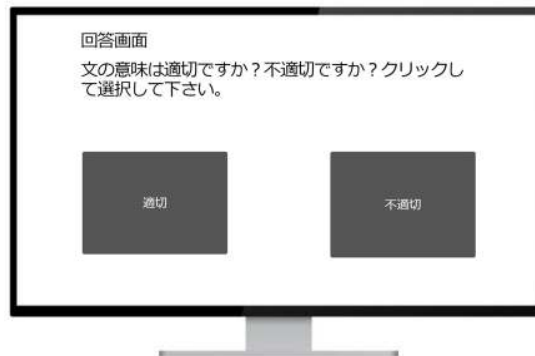 回答画面
文の意味は適切ですか？不適切ですか？クリックし
て選択して下さい。
適切
不適切